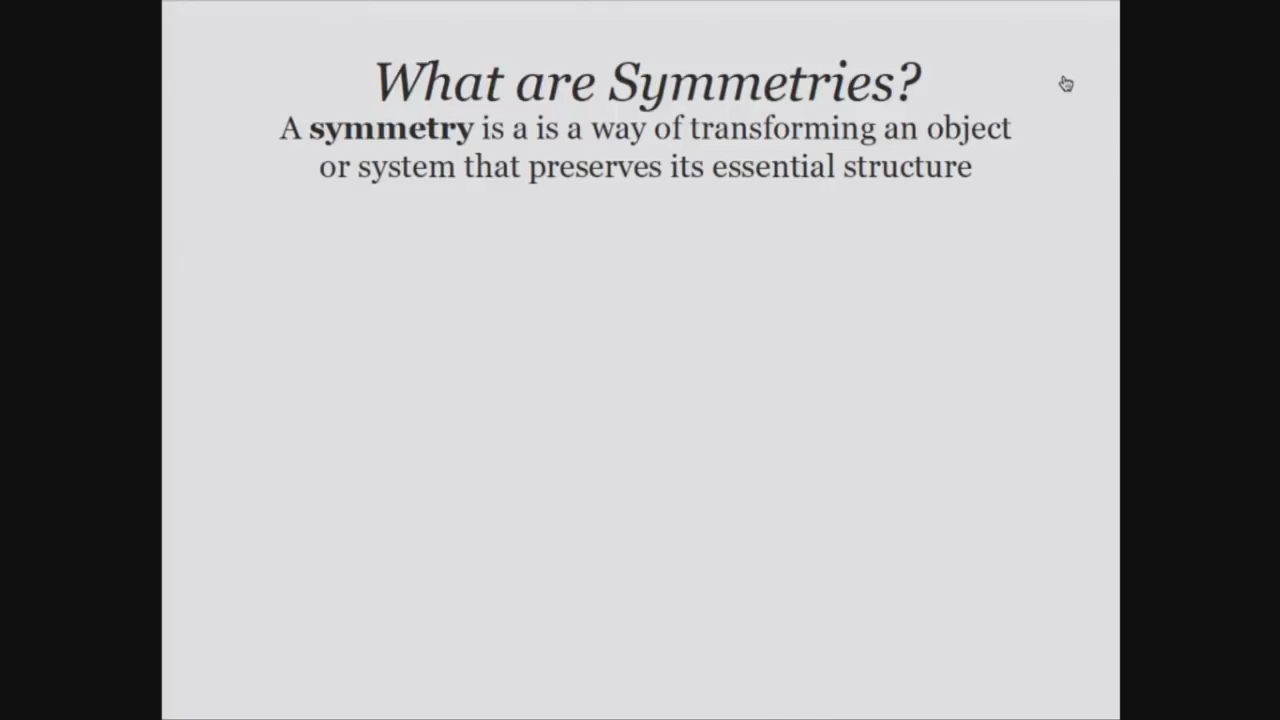 What are Symmetries?
A symmetry is a is a way of transforming an object
or system that preserves its essential structure